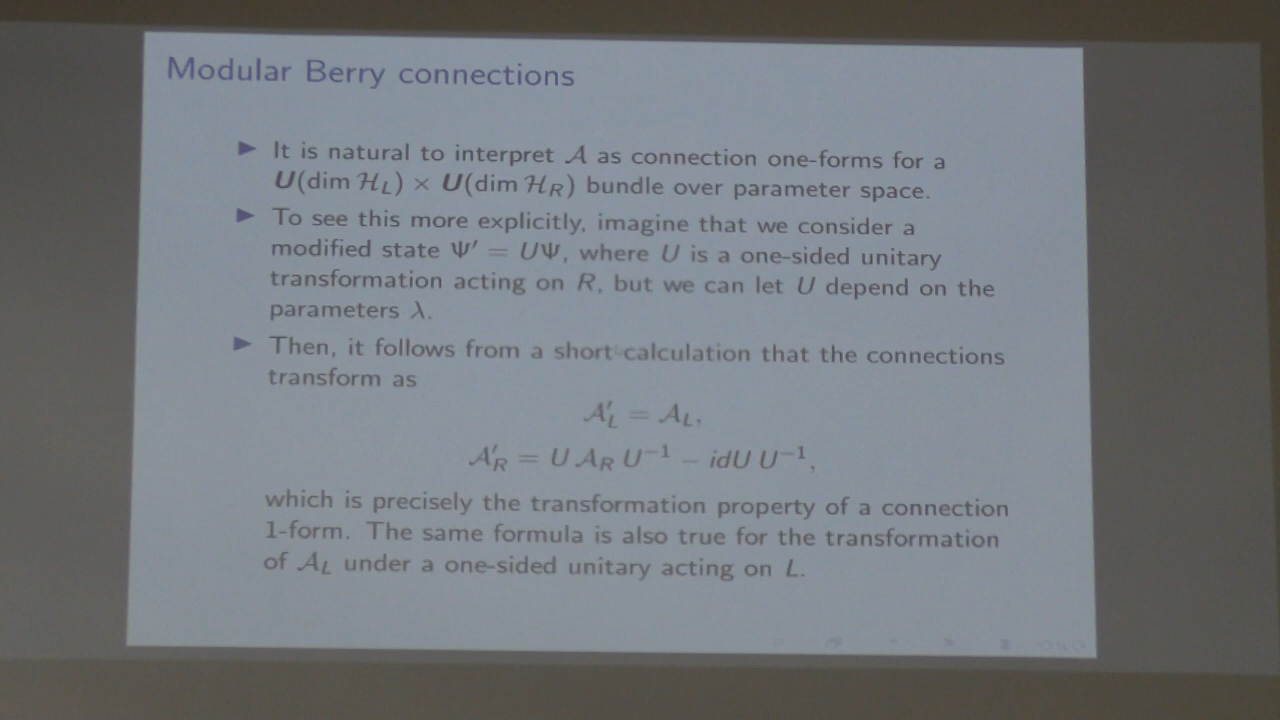 Modular Berry connections
▶ It is natural to interpret 𝒜 as connection one-forms for a
U(dim ℋ_L) × U(dim ℋ_R) bundle over parameter space.
▶ To see this more explicitly, imagine that we consider a
modified state Ψ′ = UΨ, where U is a one-sided unitary
transformation acting on R, but we can let U depend on the
parameters λ.
▶ Then, it follows from a short calculation that the connections
transform as
𝒜′_L = 𝒜_L,
𝒜′_R = U 𝒜_R U⁻¹ − idU U⁻¹,
which is precisely the transformation property of a connection
1-form. The same formula is also true for the transformation
of 𝒜_L under a one-sided unitary acting on L.